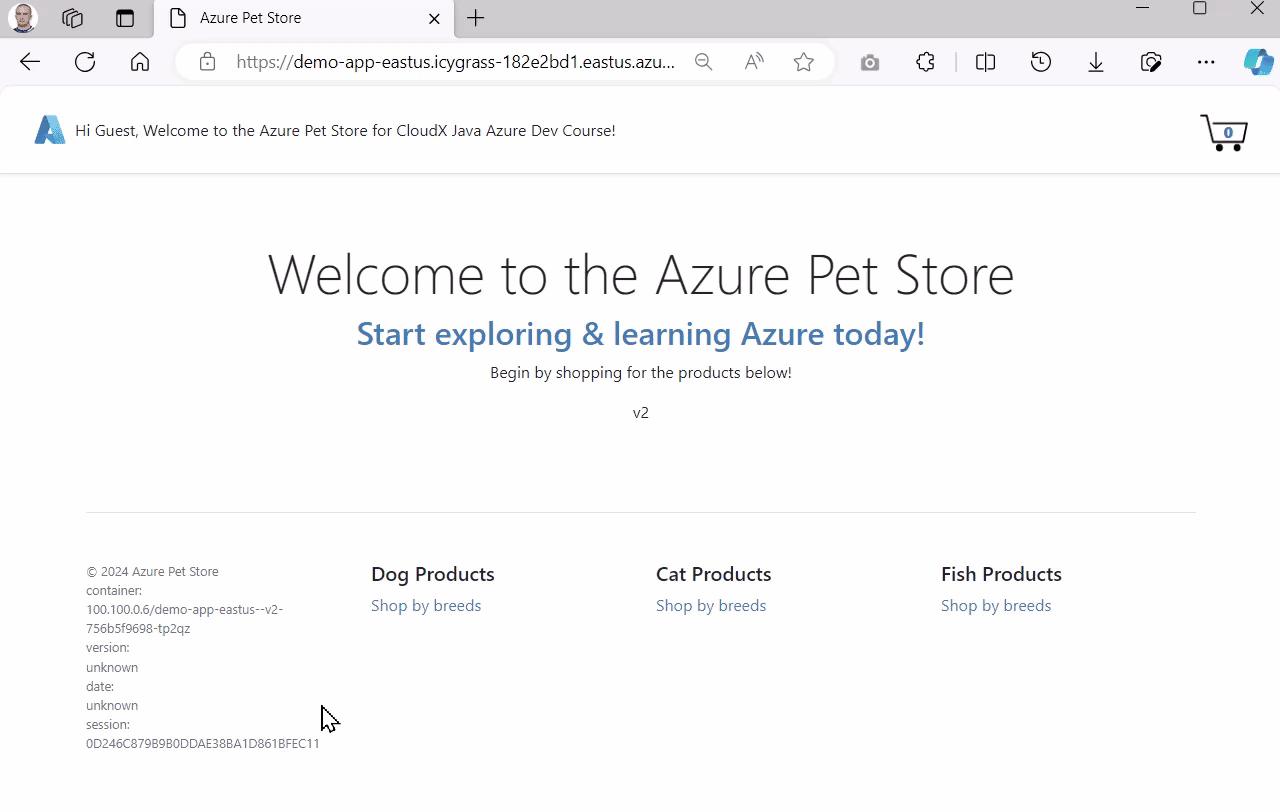 Azure Pet Store
https://demo-app-eastus.icygrass-182e2bd1.eastus.azu...
Hi Guest, Welcome to the Azure Pet Store for CloudX Java Azure Dev Course!
0
Welcome to the Azure Pet Store
Start exploring & learning Azure today!
Begin by shopping for the products below!
v2
© 2024 Azure Pet Store
container:
100.100.0.6/demo-app-eastus--v2-
756b5f9698-tp2qz
version:
unknown
date:
unknown
session:
0D246C879B9B0DDAE38BA1D861BFEC11
Dog Products
Shop by breeds
Cat Products
Shop by breeds
Fish Products
Shop by breeds